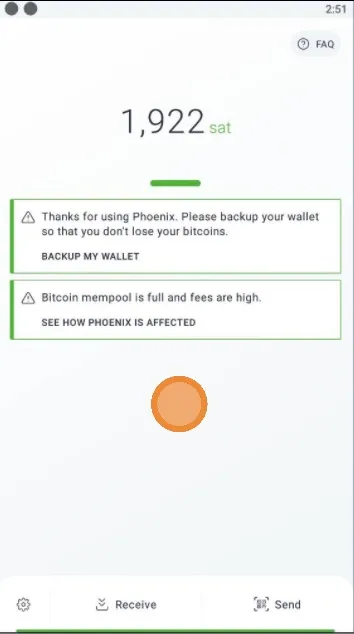 2:51
FAQ
1,922 sat
Thanks for using Phoenix. Please backup your wallet
so that you don't lose your bitcoins.
BACKUP MY WALLET
Bitcoin mempool is full and fees are high.
SEE HOW PHOENIX IS AFFECTED
Receive
Send